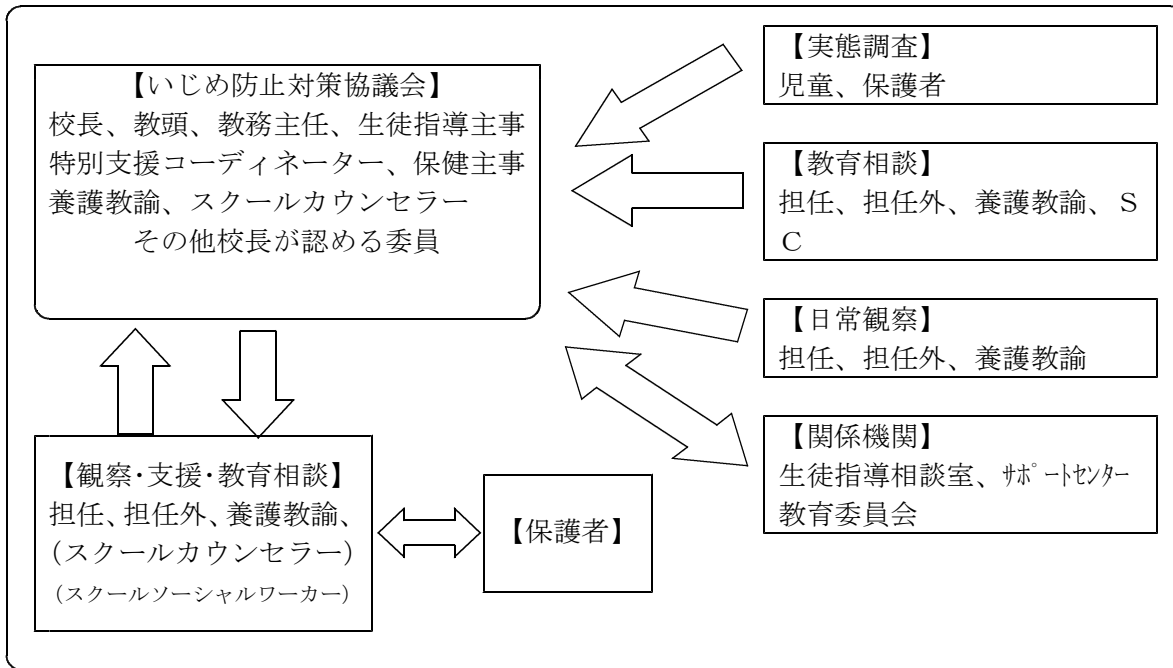 【いじめ防止対策協議会】
校長、教頭、教務主任、生徒指導主事
特別支援コーディネーター、保健主事
養護教諭、スクールカウンセラー
その他校長が認める委員
【実態調査】
児童、保護者
【教育相談】
担任、担任外、養護教諭、Ｓ
Ｃ
【日常観察】
担任、担任外、養護教諭
【関係機関】
生徒指導相談室、ｻﾎﾟｰﾄｾﾝﾀｰ
教育委員会
【観察･支援･教育相談】
担任、担任外、養護教諭、
(スクールカウンセラー)
(スクールソーシャルワーカー)
【保護者】